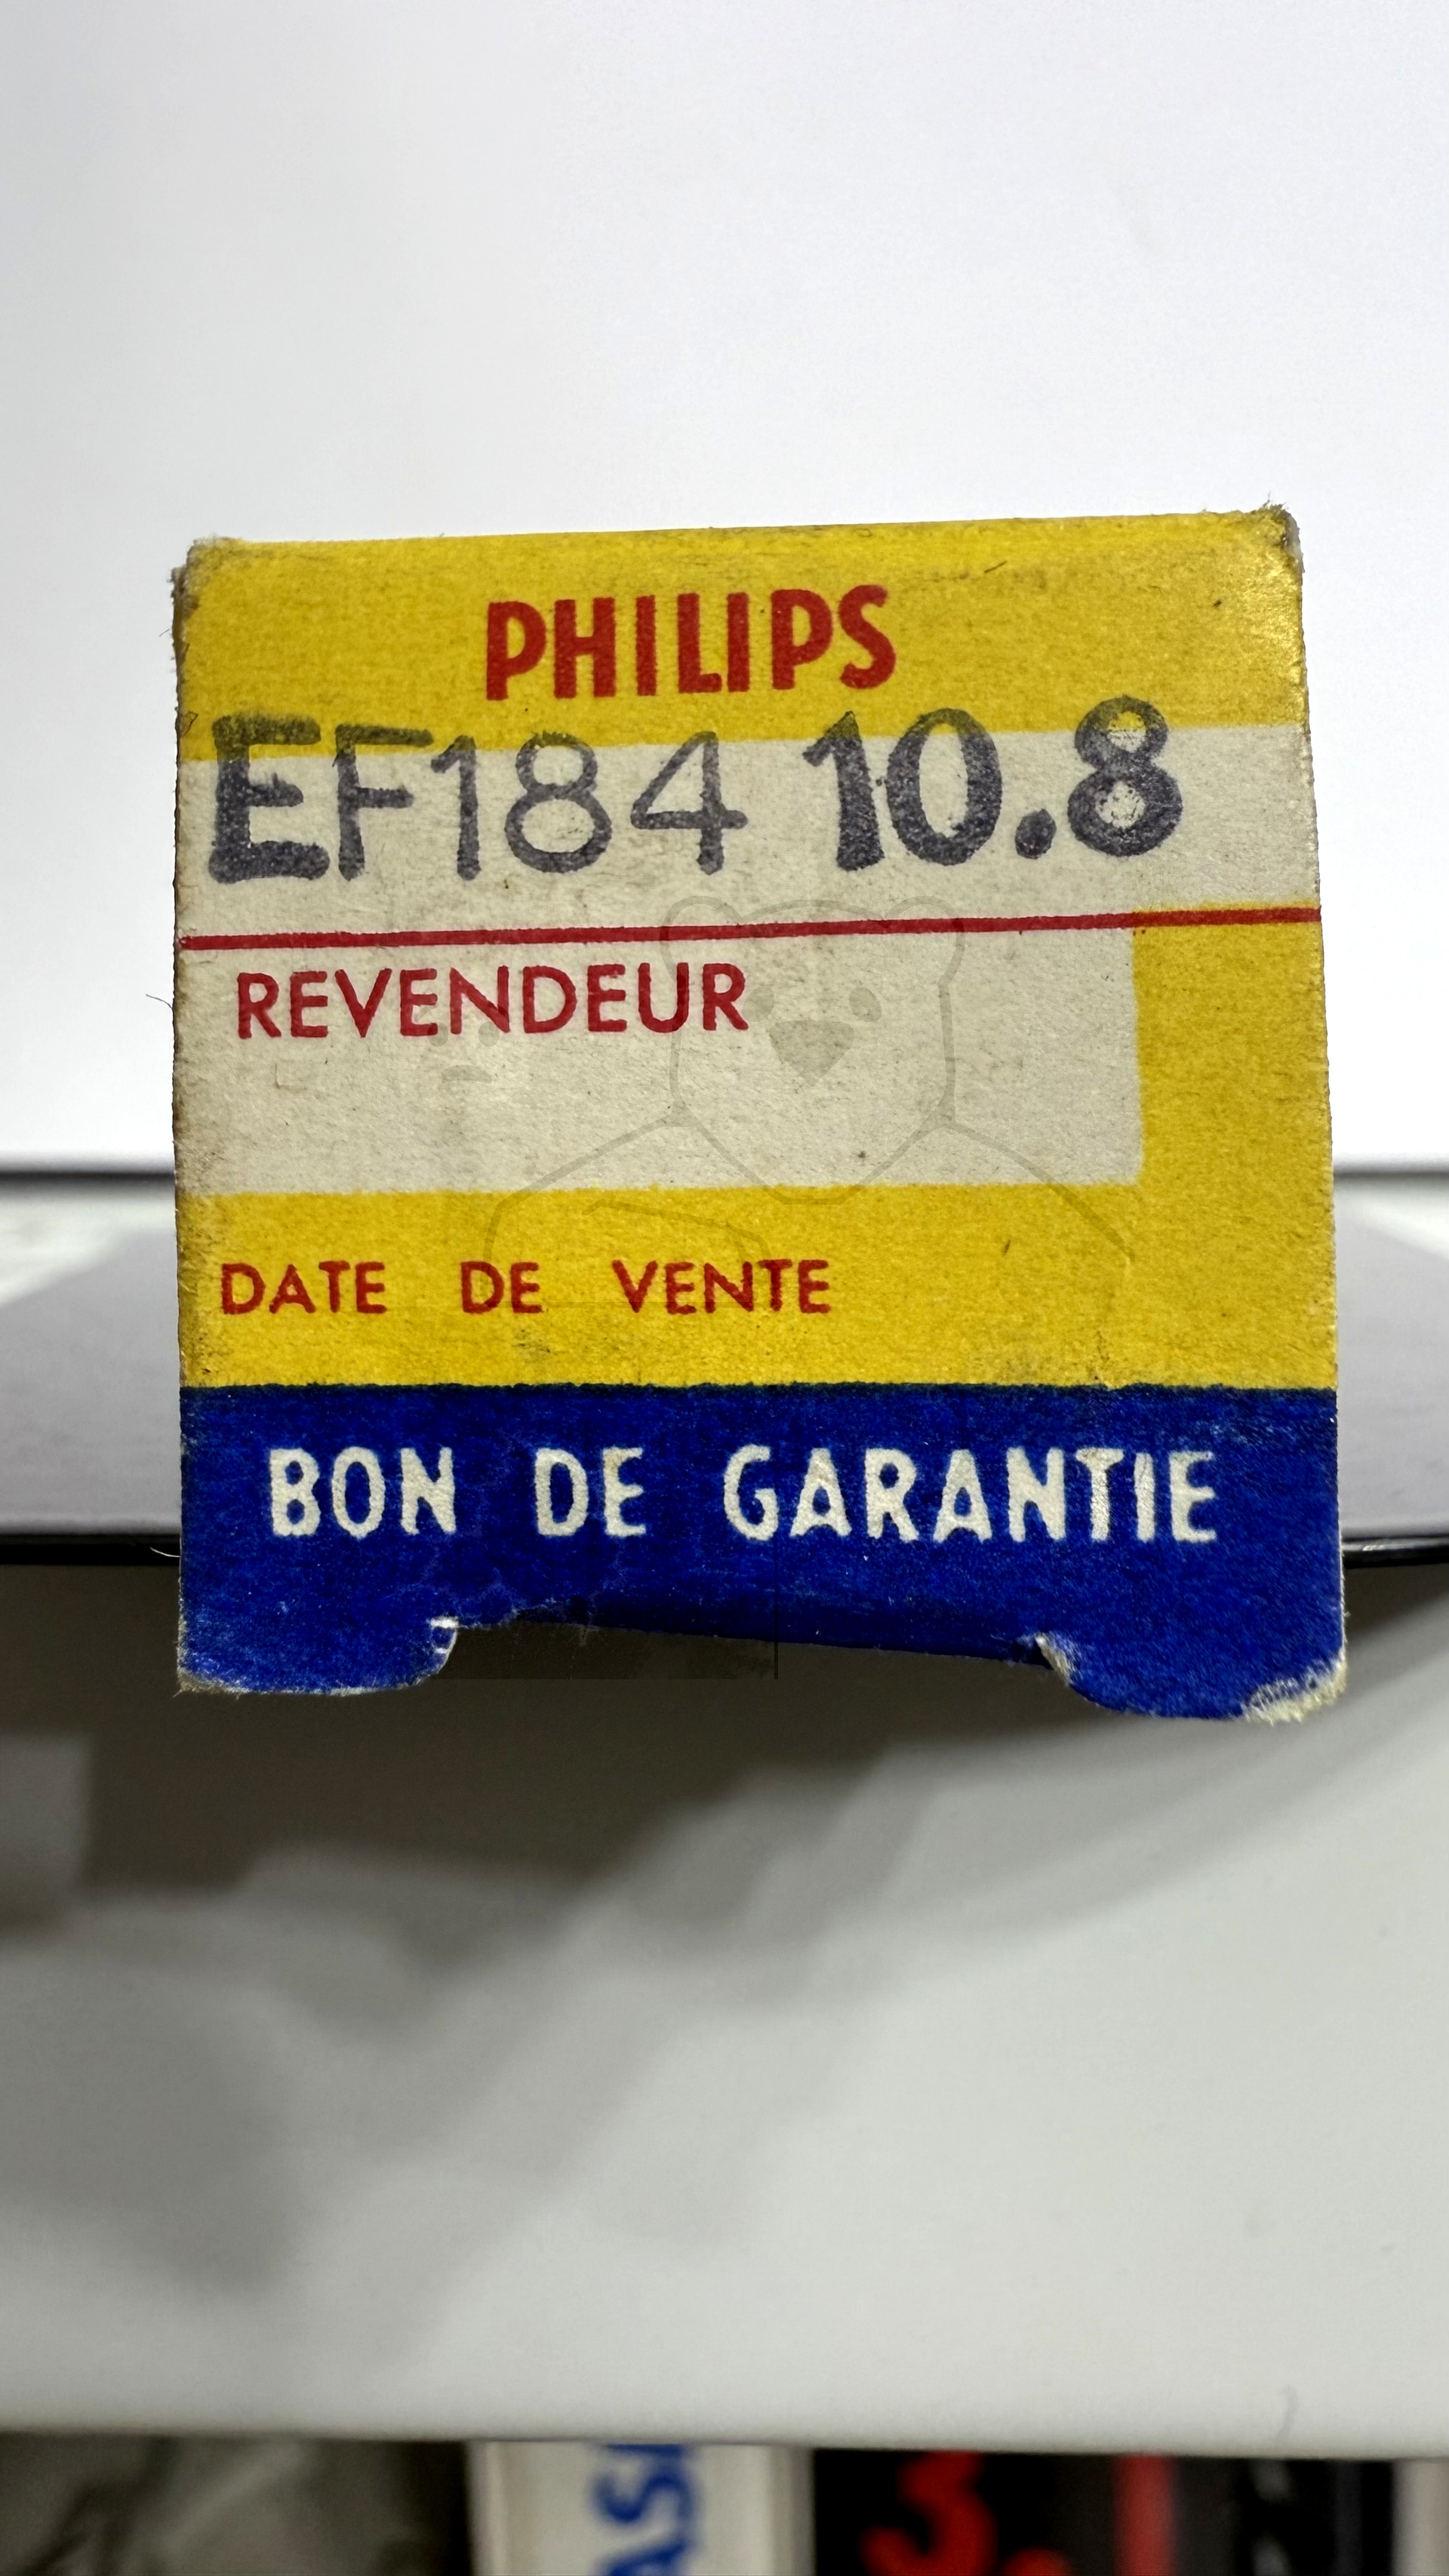 PHILIPS
EF184 10.8
REVENDEUR
DATE DE VENTE
BON DE GARANTIE